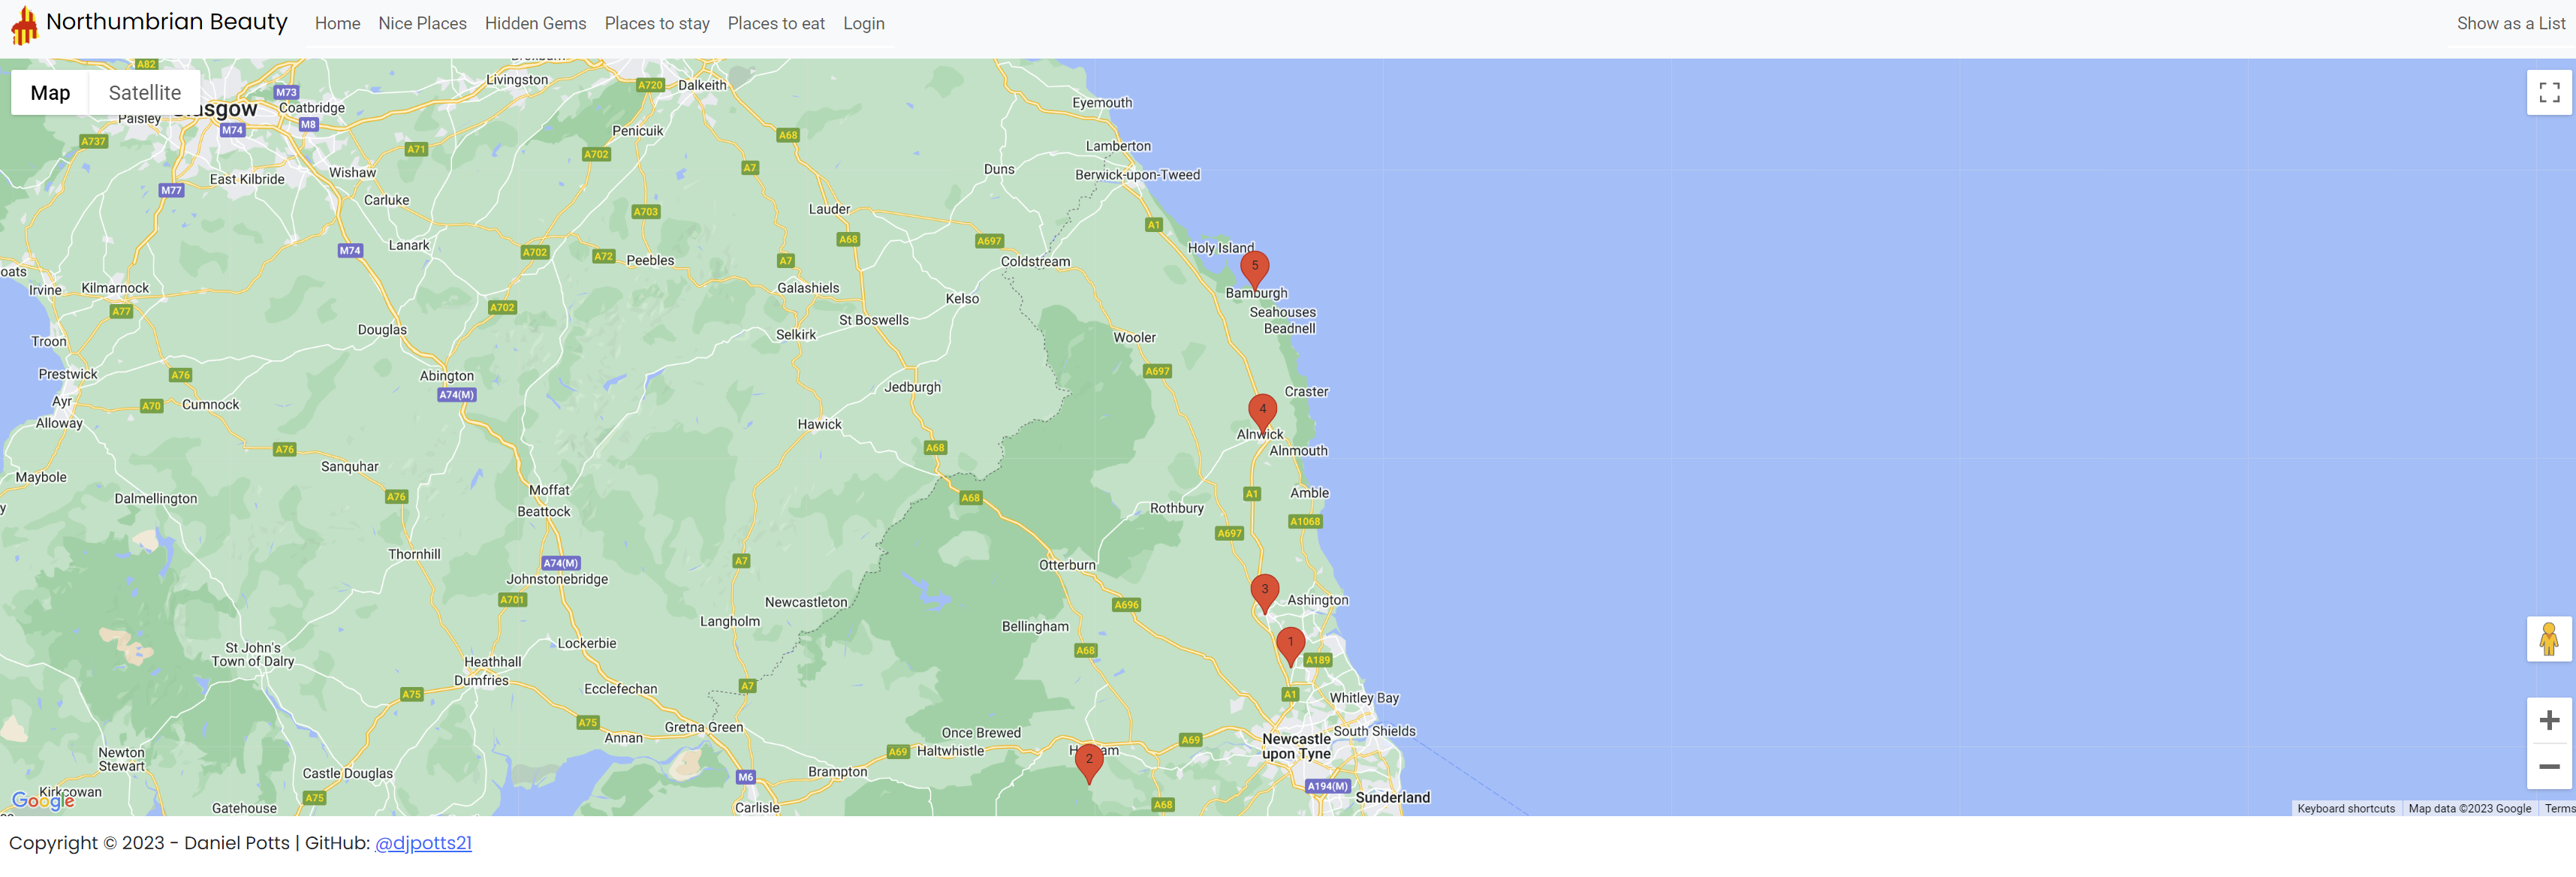 Northumbrian Beauty Home Nice Places Hidden Gems Places to stay Places to eat Login Show as a List
Map Satellite
A82
Livingston
A720
Dalkeith
M73
Coatbridge
Eyemouth
Paisley
M74
M8
Penicuik
A68
A737
A71
A702
Lamberton
A7
Duns
Wishaw
East Kilbride
M77
Berwick-upon-Tweed
Carluke
Lauder
A703
A1
Lanark
A68
A697
Holy Island
M74
A702
A72
Peebles
A7
Coldstream
5
oats
Irvine
Kilmarnock
Galashiels
Kelso
Bamburgh
A77
A702
Seahouses
Douglas
St Boswells
Beadnell
Troon
Selkirk
Wooler
Prestwick
A76
Abington
A697
Jedburgh
Craster
A74(M)
Ayr
A70
Cumnock
4
Alloway
Hawick
Alnwick
A76
A68
Alnmouth
Sanquhar
Maybole
Dalmellington
A76
Moffat
A68
A1
Amble
y
Beattock
Rothbury
A1068
A697
Thornhill
A7
A74(M)
Otterburn
Johnstonebridge
3
A701
Newcastleton
A696
Ashington
Langholm
Bellingham
1
St John's
Town of Dalry
Lockerbie
A68
A189
Heathhall
Dumfries
A75
Ecclefechan
A7
A1
Whitley Bay
A75
Gretna Green
Annan
Once Brewed
South Shields
Newton
Stewart
A69
Haltwhistle
A69
Newcastle
upon Tyne
2
Castle Douglas
M6
Brampton
A194(M)
Kirkcowan
Google
Gatehouse
A75
Carlisle
A68
Sunderland
Keyboard shortcuts Map data ©2023 Google Terms
Copyright © 2023 - Daniel Potts | GitHub: @djpotts21